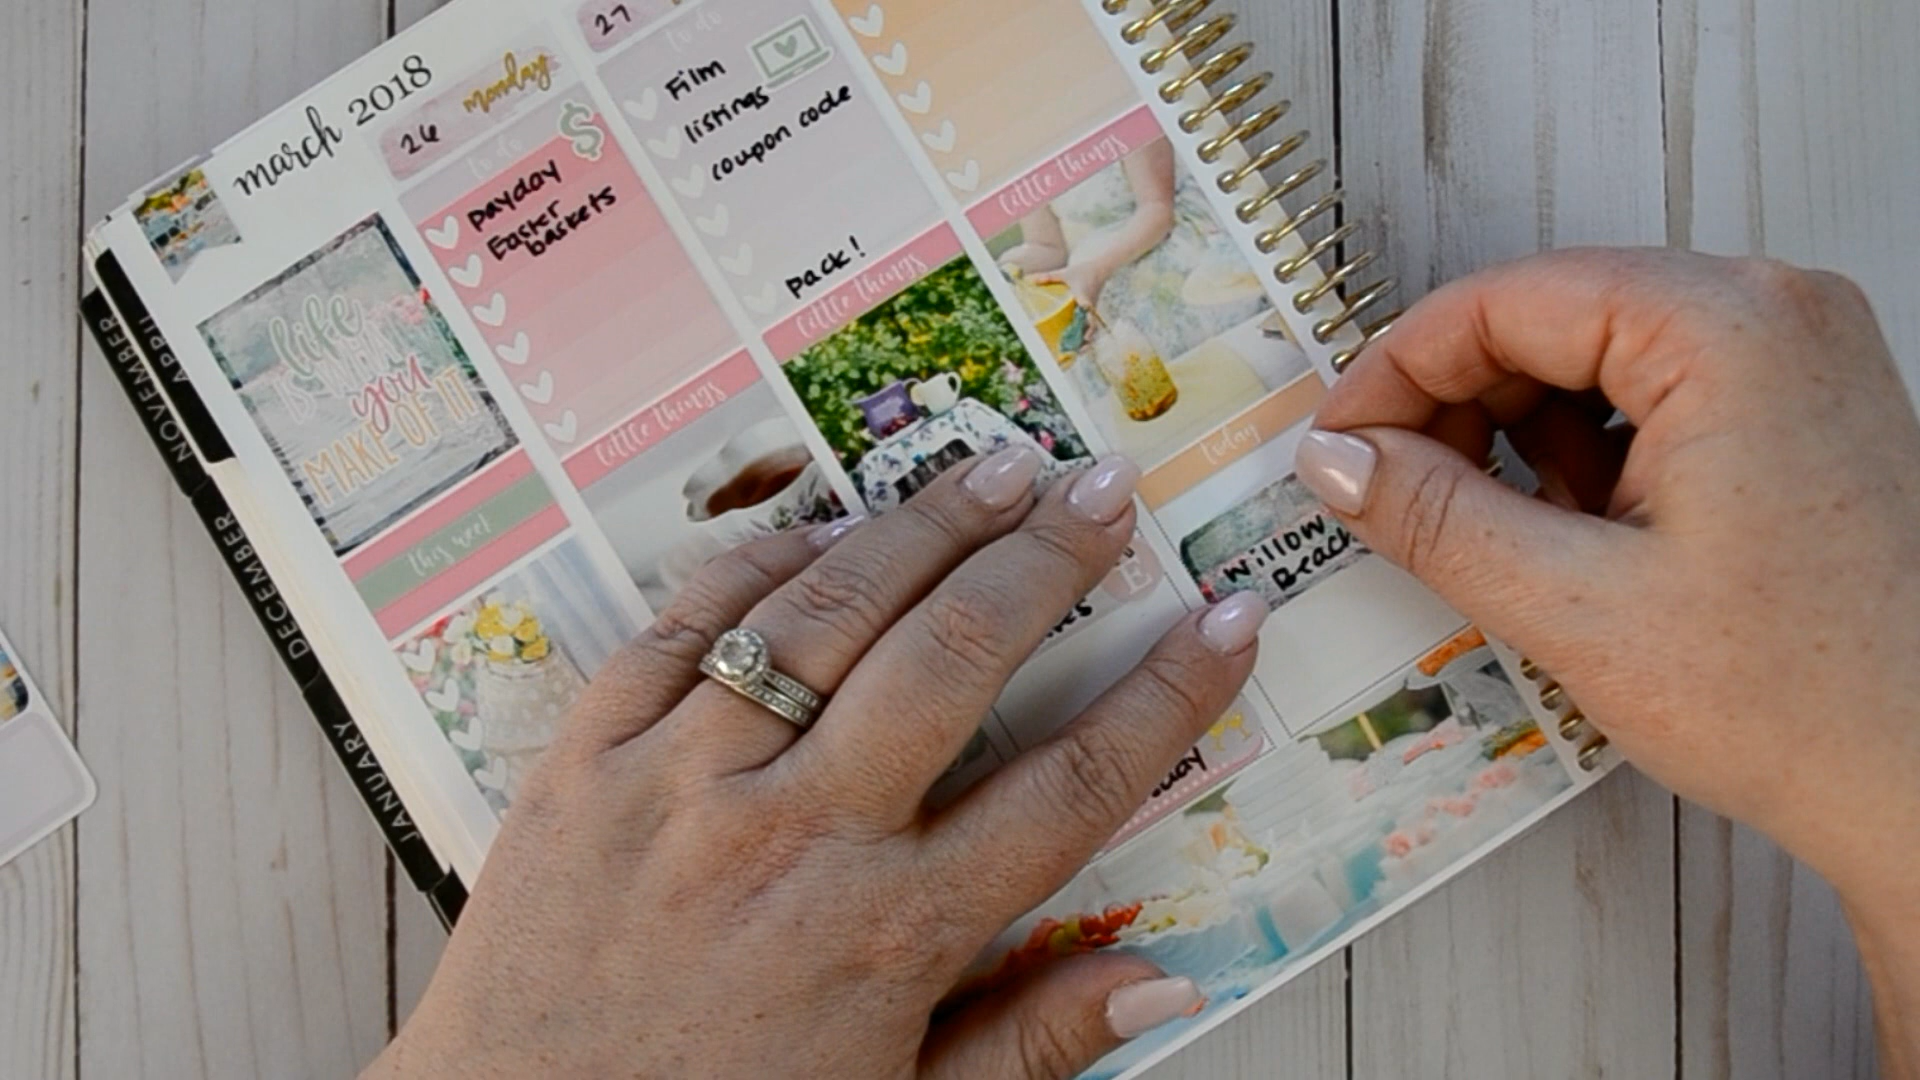 march 2018
26 monday
to do
payday
Easter
baskets
27
to do
Film
listings
coupon code
pack!
life
IS WHAT
you
MAKE OF IT
this week
little things
little things
little things
today
Willow
Beach
NOVEMBER
DECEMBER
JANUARY
APRIL